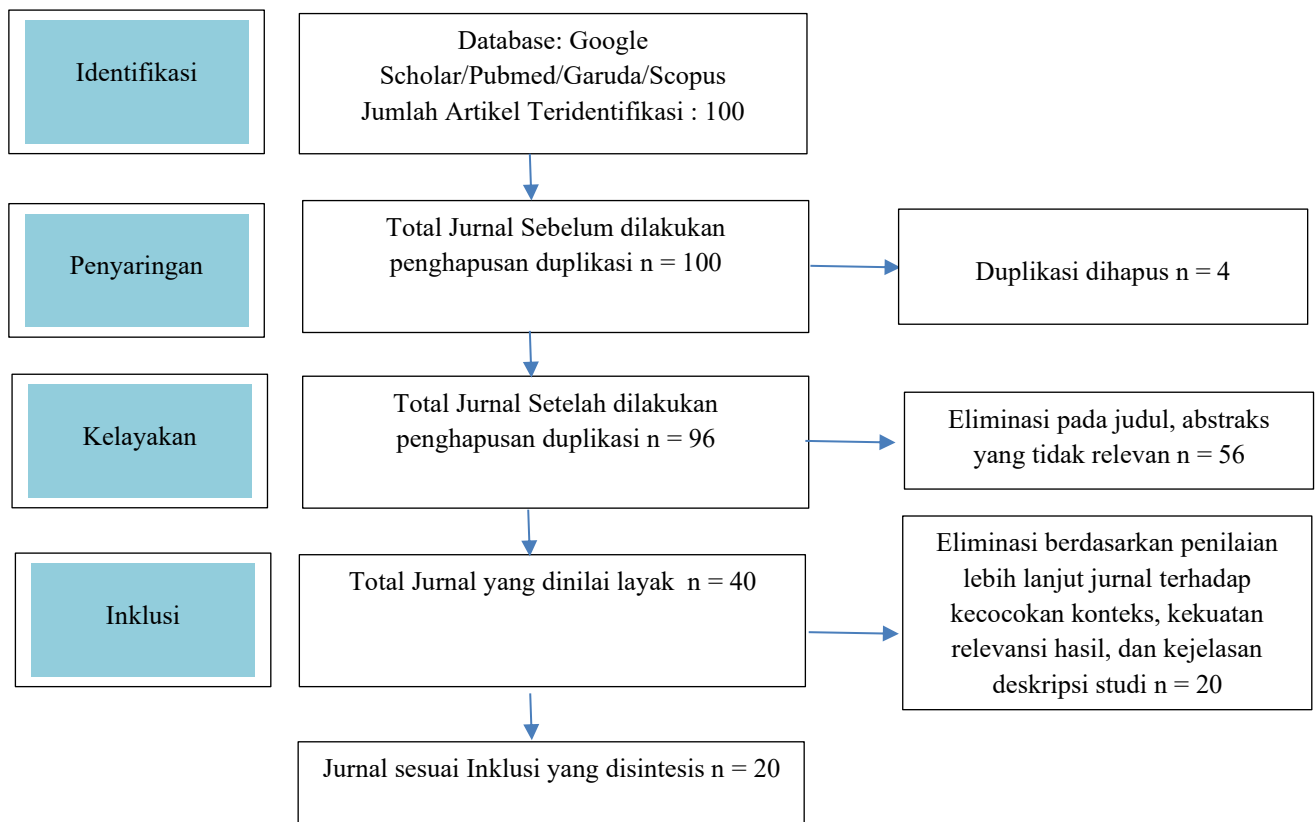 Identifikasi
Database: Google
Scholar/Pubmed/Garuda/Scopus
Jumlah Artikel Teridentifikasi : 100
Penyaringan
Total Jurnal Sebelum dilakukan
penghapusan duplikasi n = 100
Duplikasi dihapus n = 4
Kelayakan
Total Jurnal Setelah dilakukan
penghapusan duplikasi n = 96
Eliminasi pada judul, abstraks
yang tidak relevan n = 56
Inklusi
Total Jurnal yang dinilai layak n = 40
Eliminasi berdasarkan penilaian
lebih lanjut jurnal terhadap
kecocokan konteks, kekuatan
relevansi hasil, dan kejelasan
deskripsi studi n = 20
Jurnal sesuai Inklusi yang disintesis n = 20